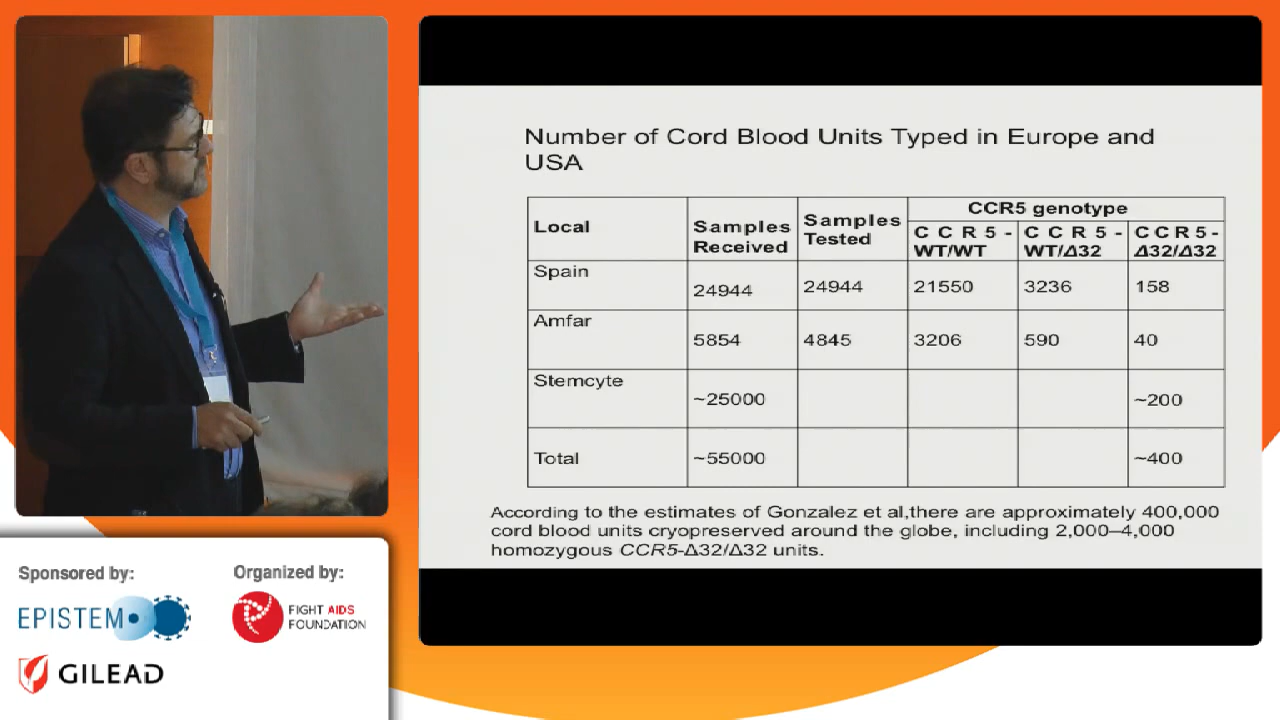 Number of Cord Blood Units Typed in Europe and
USA
Local
Samples
Received
Samples
Tested
CCR5 genotype
C C R 5 -
WT/WT
C C R 5 -
WT/Δ32
C C R 5 -
Δ32/Δ32
Spain
24944
24944
21550
3236
158
Amfar
5854
4845
3206
590
40
Stemcyte
~25000
~200
Total
~55000
~400
According to the estimates of Gonzalez et al,there are approximately 400,000
cord blood units cryopreserved around the globe, including 2,000–4,000
homozygous CCR5-Δ32/Δ32 units.
Sponsored by:
EPISTEM
GILEAD
Organized by:
FIGHT AIDS
FOUNDATION